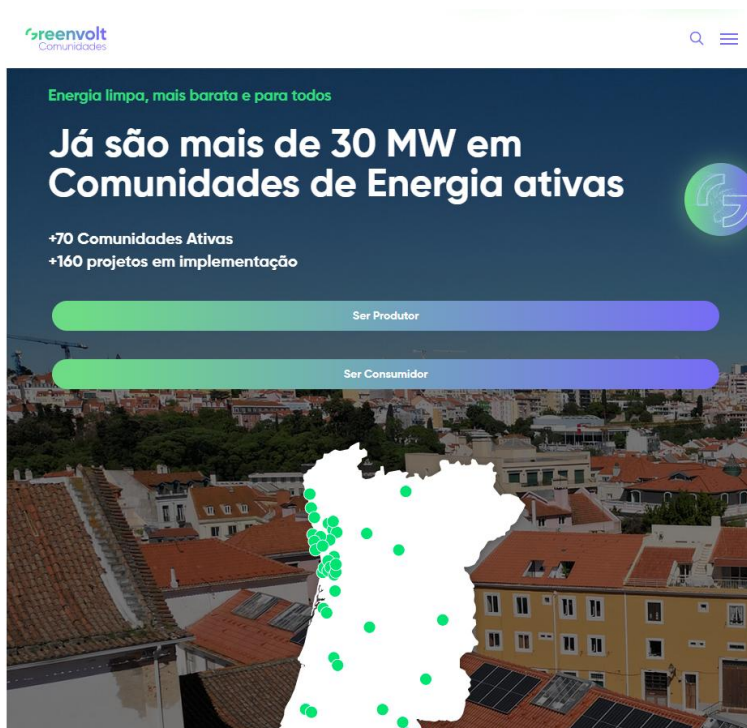 Greenvolt
Comunidades
Energia limpa, mais barata e para todos
Já são mais de 30 MW em
Comunidades de Energia ativas
+70 Comunidades Ativas
+160 projetos em implementação
Ser Produtor
Ser Consumidor